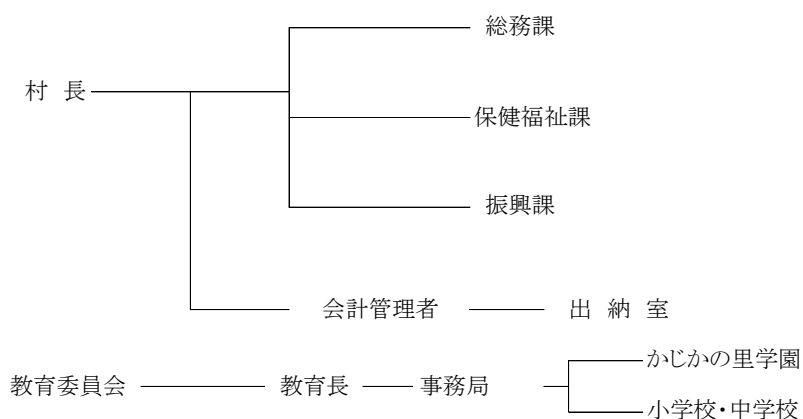 総務課
村 長
保健福祉課
振興課
会計管理者 出 納 室
かじかの里学園
教育委員会 教育長 事務局
小学校・中学校